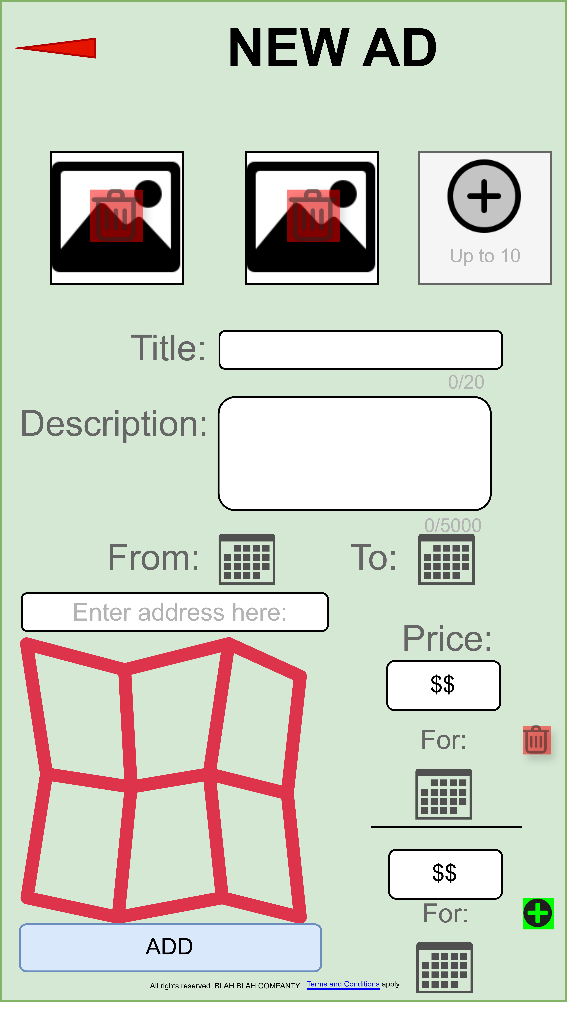 NEW AD
Up to 10
Title:
0/20
Description:
0/5000
From:
To:
Enter address here:
Price:
$$
For:
$$
For:
ADD
All rights reserved. BLAH BLAH COMPANTY. Terms and Conditions apply